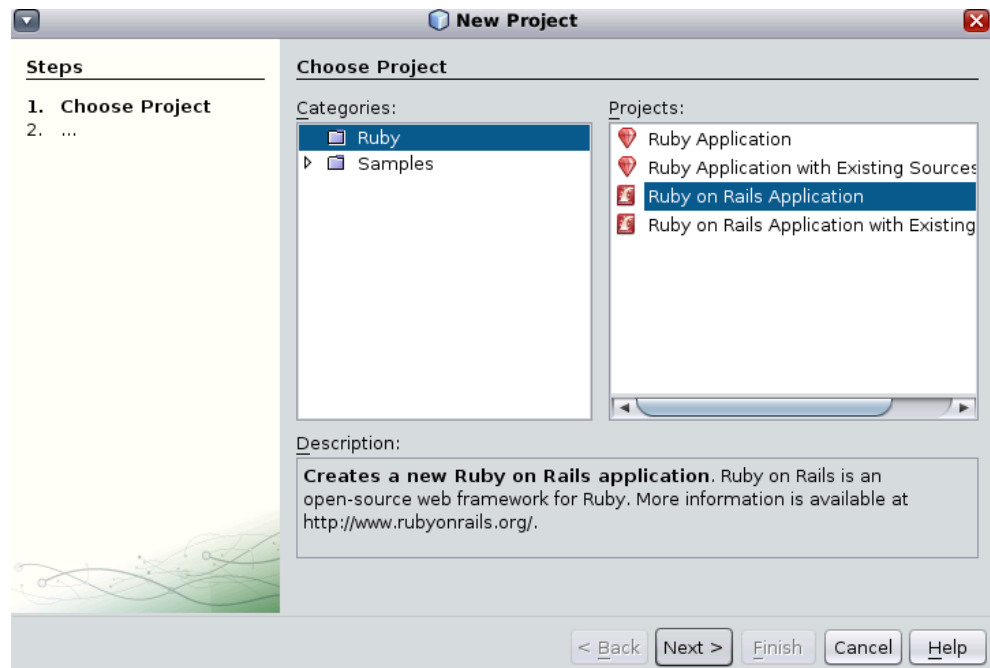 New Project
Steps
1. Choose Project
2. ...
Choose Project
Categories:
Ruby
Samples
Projects:
Ruby Application
Ruby Application with Existing Sources
Ruby on Rails Application
Ruby on Rails Application with Existing
Description:
Creates a new Ruby on Rails application. Ruby on Rails is an
open-source web framework for Ruby. More information is available at
http://www.rubyonrails.org/.
< Back
Next >
Finish
Cancel
Help